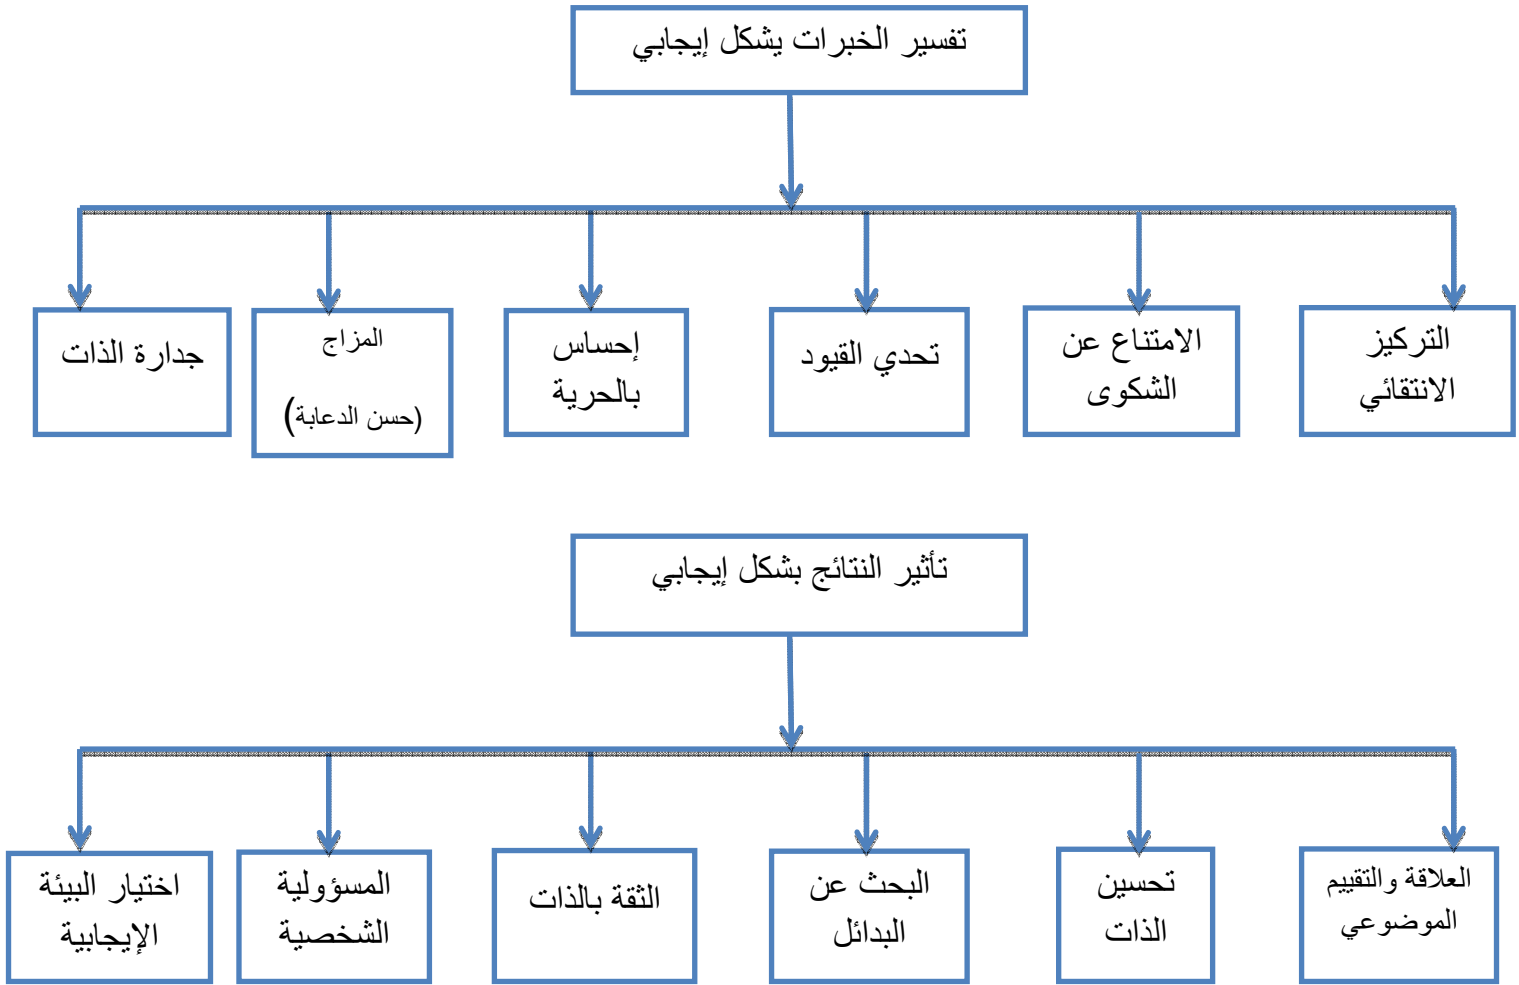 تفسير الخبرات يشكل إيجابي
التركيز
الانتقائي
الامتناع عن
الشكوى
تحدي القيود
إحساس
بالحرية
المزاج
(حسن الدعابة)
جدارة الذات
تأثير النتائج بشكل إيجابي
العلاقة والتقييم
الموضوعي
تحسين
الذات
البحث عن
البدائل
الثقة بالذات
المسؤولية
الشخصية
اختيار البيئة
الإيجابية